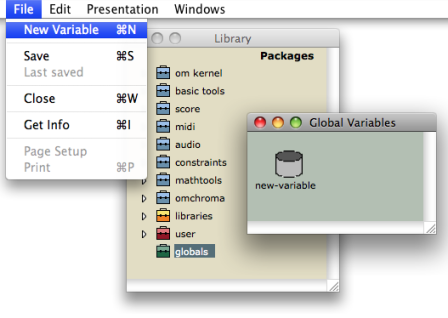 File Edit Presentation Windows
New Variable ⌘N
Save ⌘S
Last saved
Close ⌘W
Get Info ⌘I
Page Setup
Print ⌘P
Library
Packages
om kernel
basic tools
score
midi
audio
constraints
mathtools
omchroma
libraries
user
globals
Global Variables
new-variable